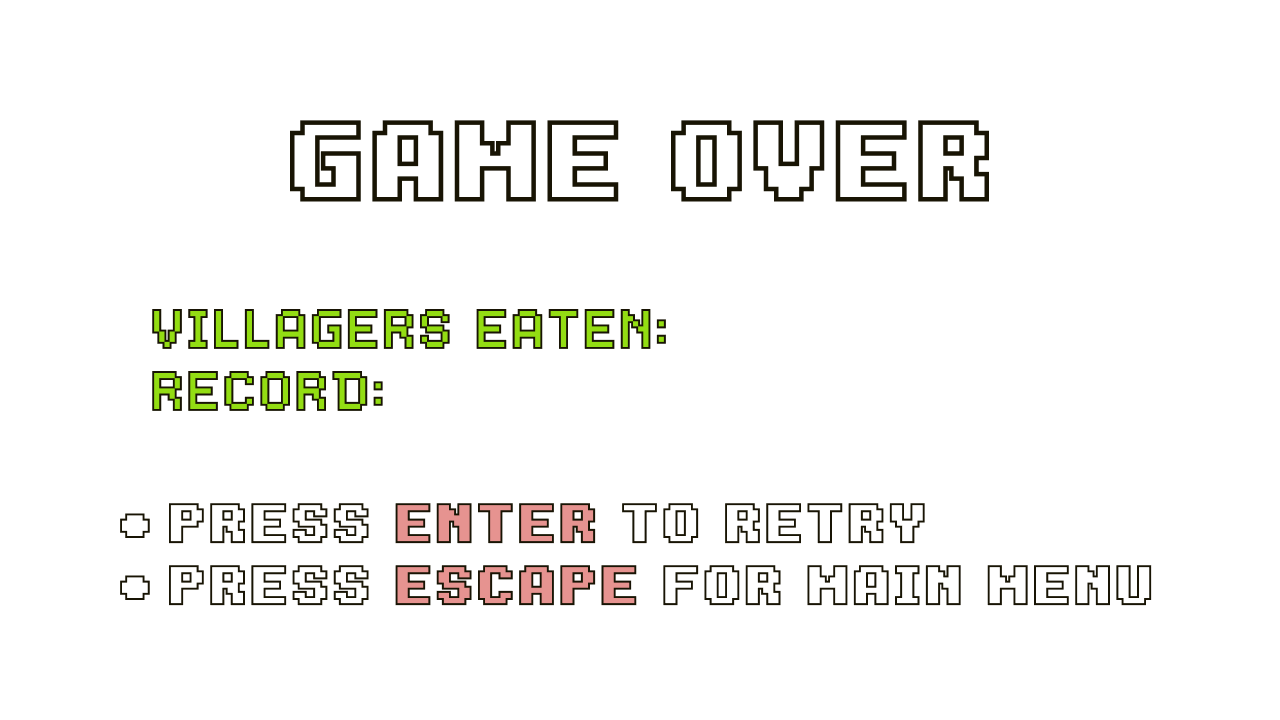 GAME OVER
VILLAGERS EATEN:
RECORD:
• PRESS ENTER TO RETRY
• PRESS ESCAPE FOR MAIN MENU